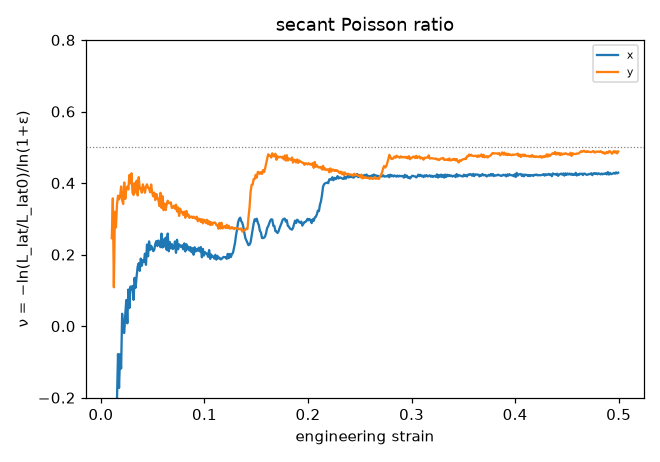 secant Poisson ratio
ν = −ln(L_lat/L_lat0)/ln(1+ε)
0.8
0.6
0.4
0.2
0.0
−0.2
x
y
0.0 0.1 0.2 0.3 0.4 0.5
engineering strain